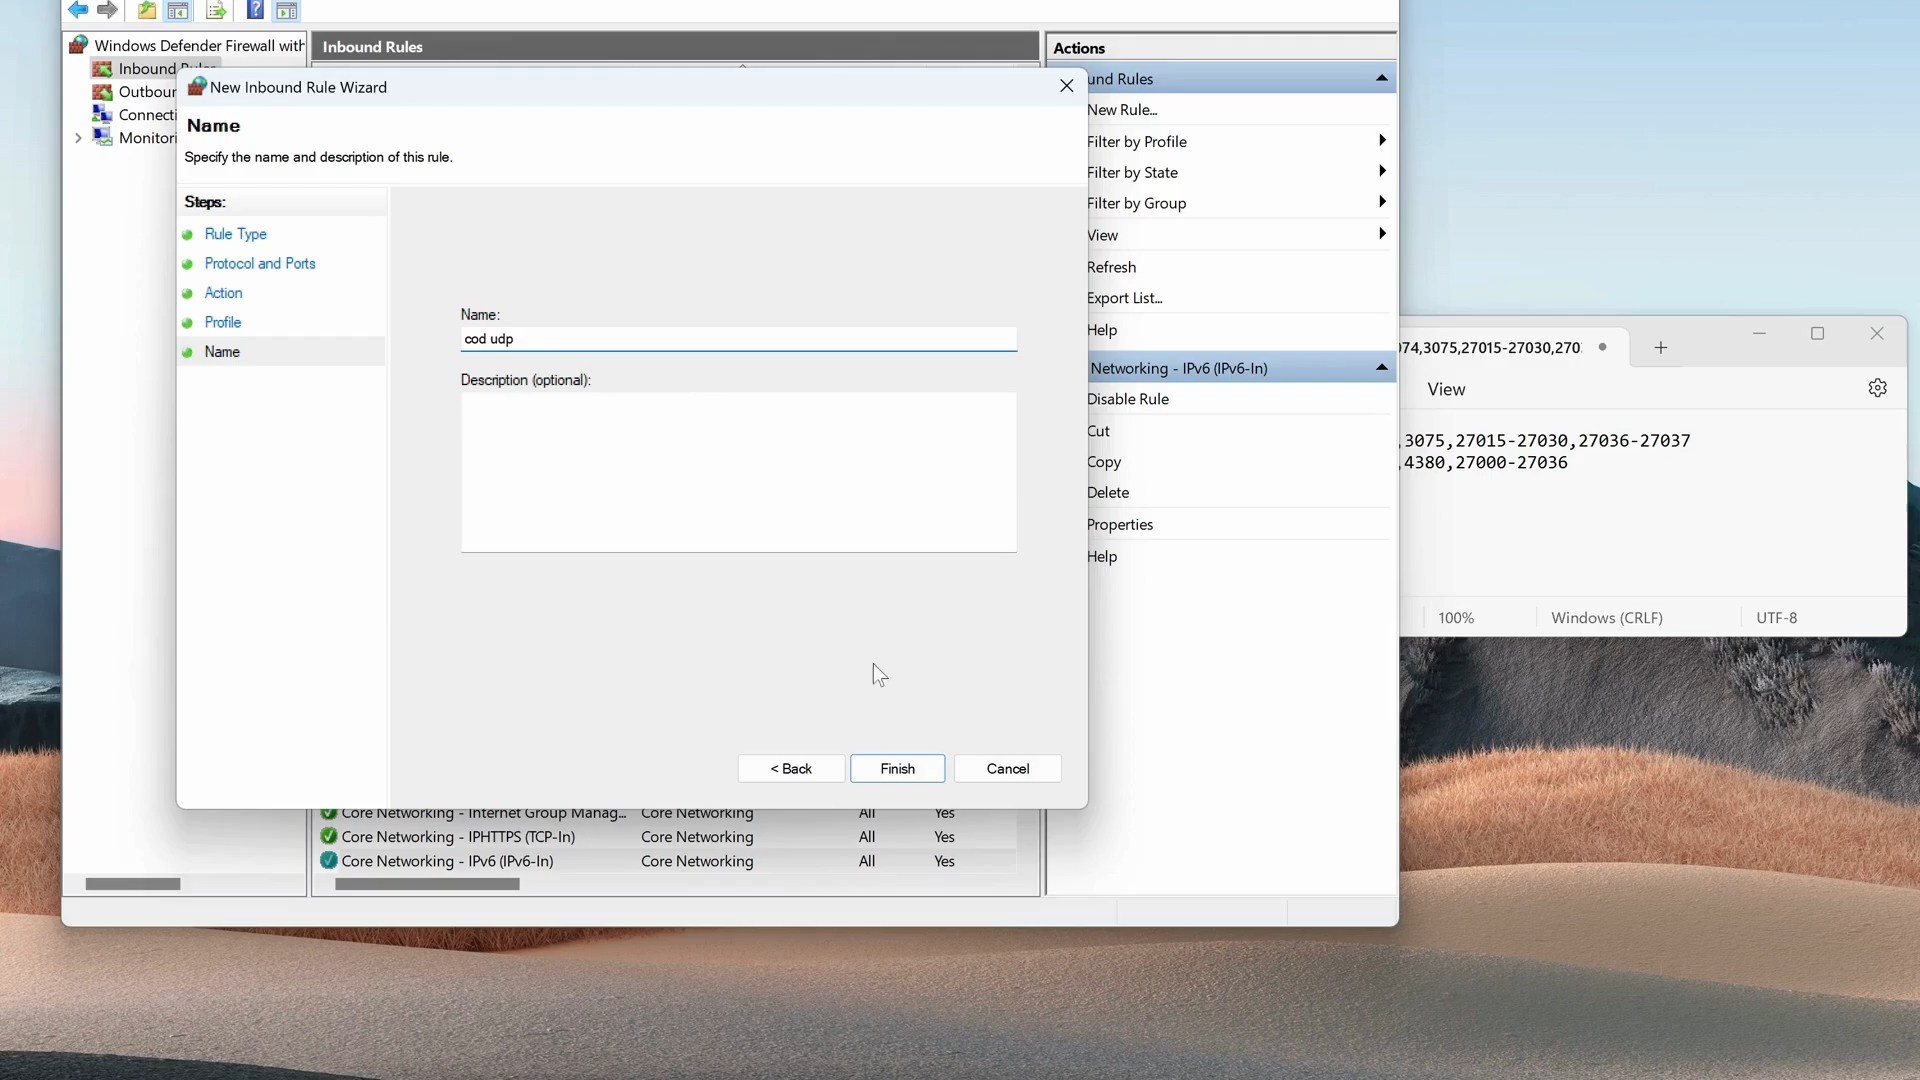 Windows Defender Firewall with
Inbound Rules
Actions
Inbound
und Rules
New Inbound Rule Wizard
Outbour
Connecti
Monitori
Name
Specify the name and description of this rule.
New Rule...
Filter by Profile
Filter by State
Filter by Group
View
Refresh
Export List...
Help
Steps:
Rule Type
Protocol and Ports
Action
Profile
Name
Name:
cod udp
Description (optional):
Networking - IPv6 (IPv6-In)
Disable Rule
Cut
Copy
Delete
Properties
Help
074,3075,27015-27030,270
View
,3075,27015-27030,27036-27037
,4380,27000-27036
100%
Windows (CRLF)
UTF-8
< Back
Finish
Cancel
Core Networking - Internet Group Manag... Core Networking All Yes
Core Networking - IPHTTPS (TCP-In) Core Networking All Yes
Core Networking - IPv6 (IPv6-In) Core Networking All Yes